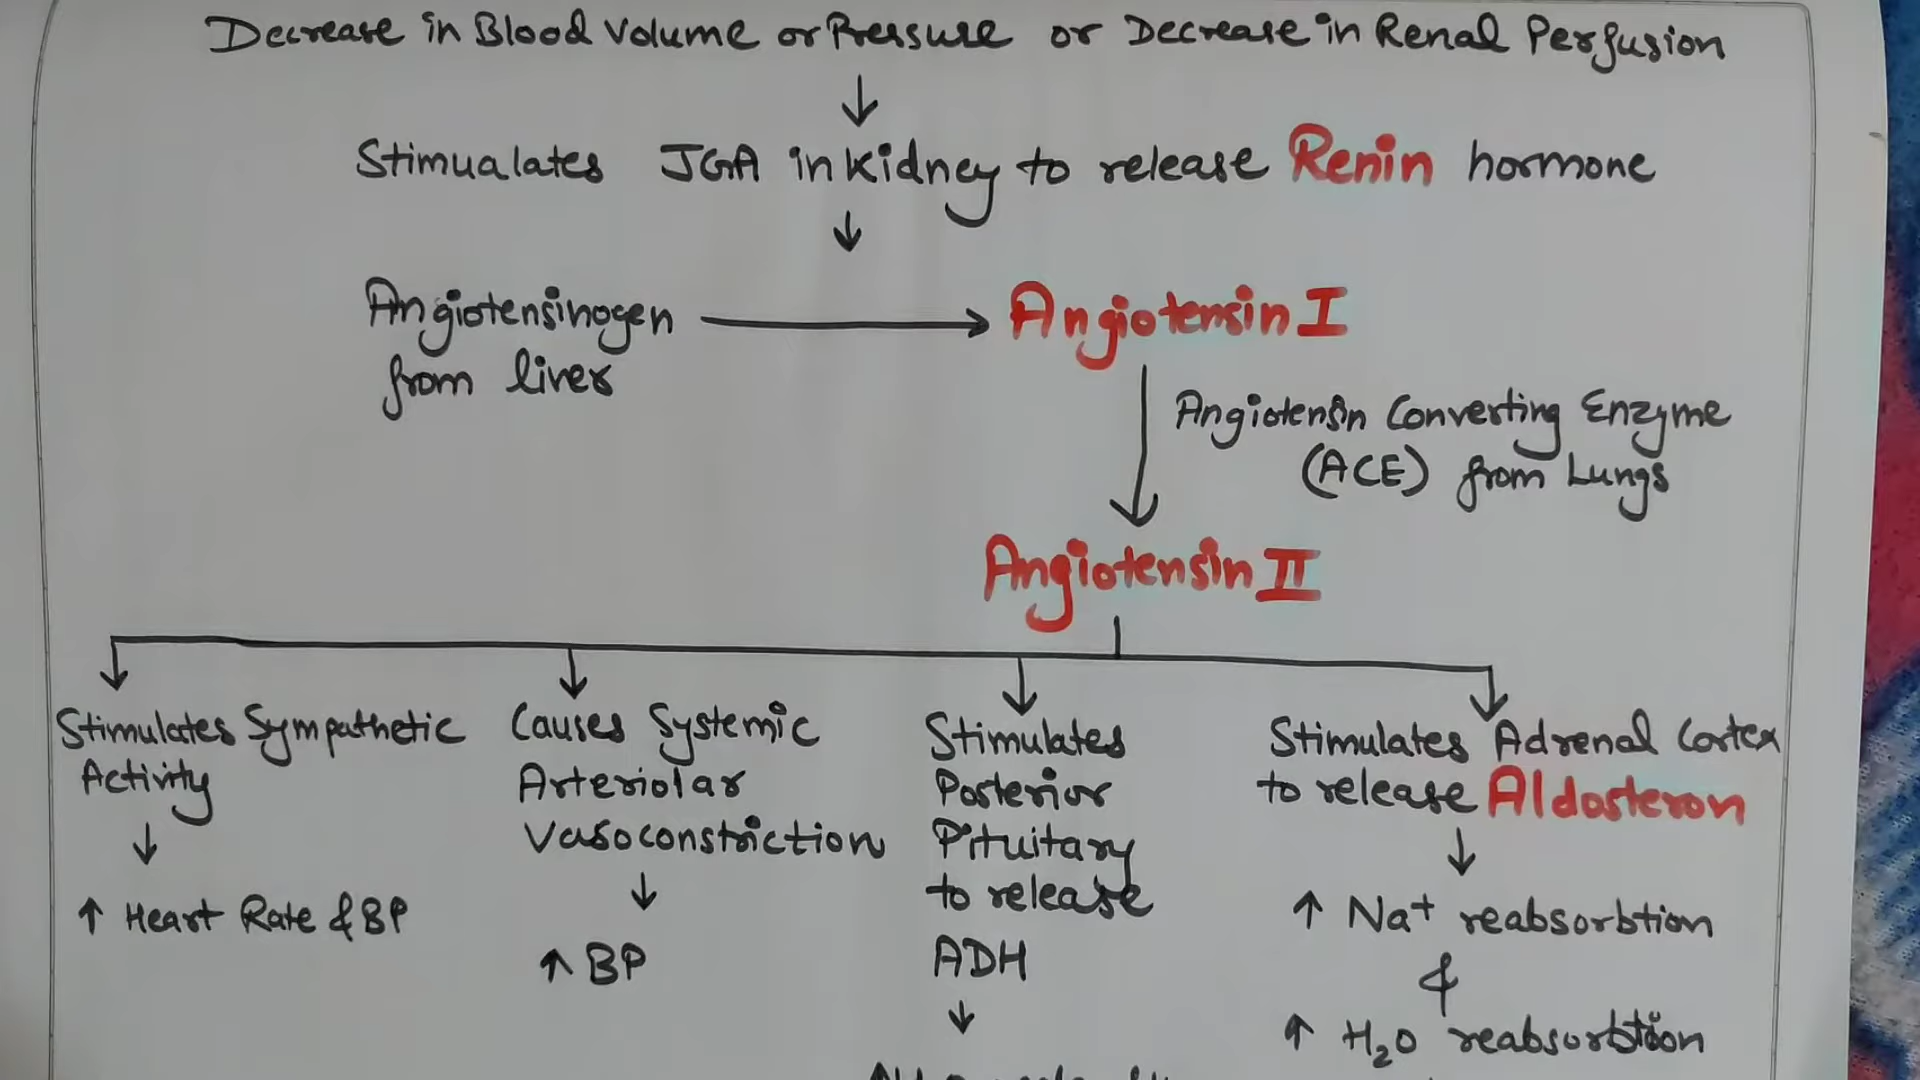 Decrease in Blood Volume or Pressure or Decrease in Renal Perfusion
↓
Stimualates JGA in Kidney to release Renin hormone
↓
Angiotensinogen → Angiotensin I
from liver
Angiotensin Converting Enzyme
(ACE) from Lungs
Angiotensin II
Stimulates Sympathetic
Activity
↓
↑ Heart Rate & BP
Causes Systemic
Arteriolar
Vasoconstriction
↓
↑ BP
Stimulates
Posterior
Pituitary
to release
ADH
↓
Stimulates Adrenal Cortex
to release Aldosteron
↓
↑ Na+ reabsorbtion
&
↑ H₂O reabsorbtion